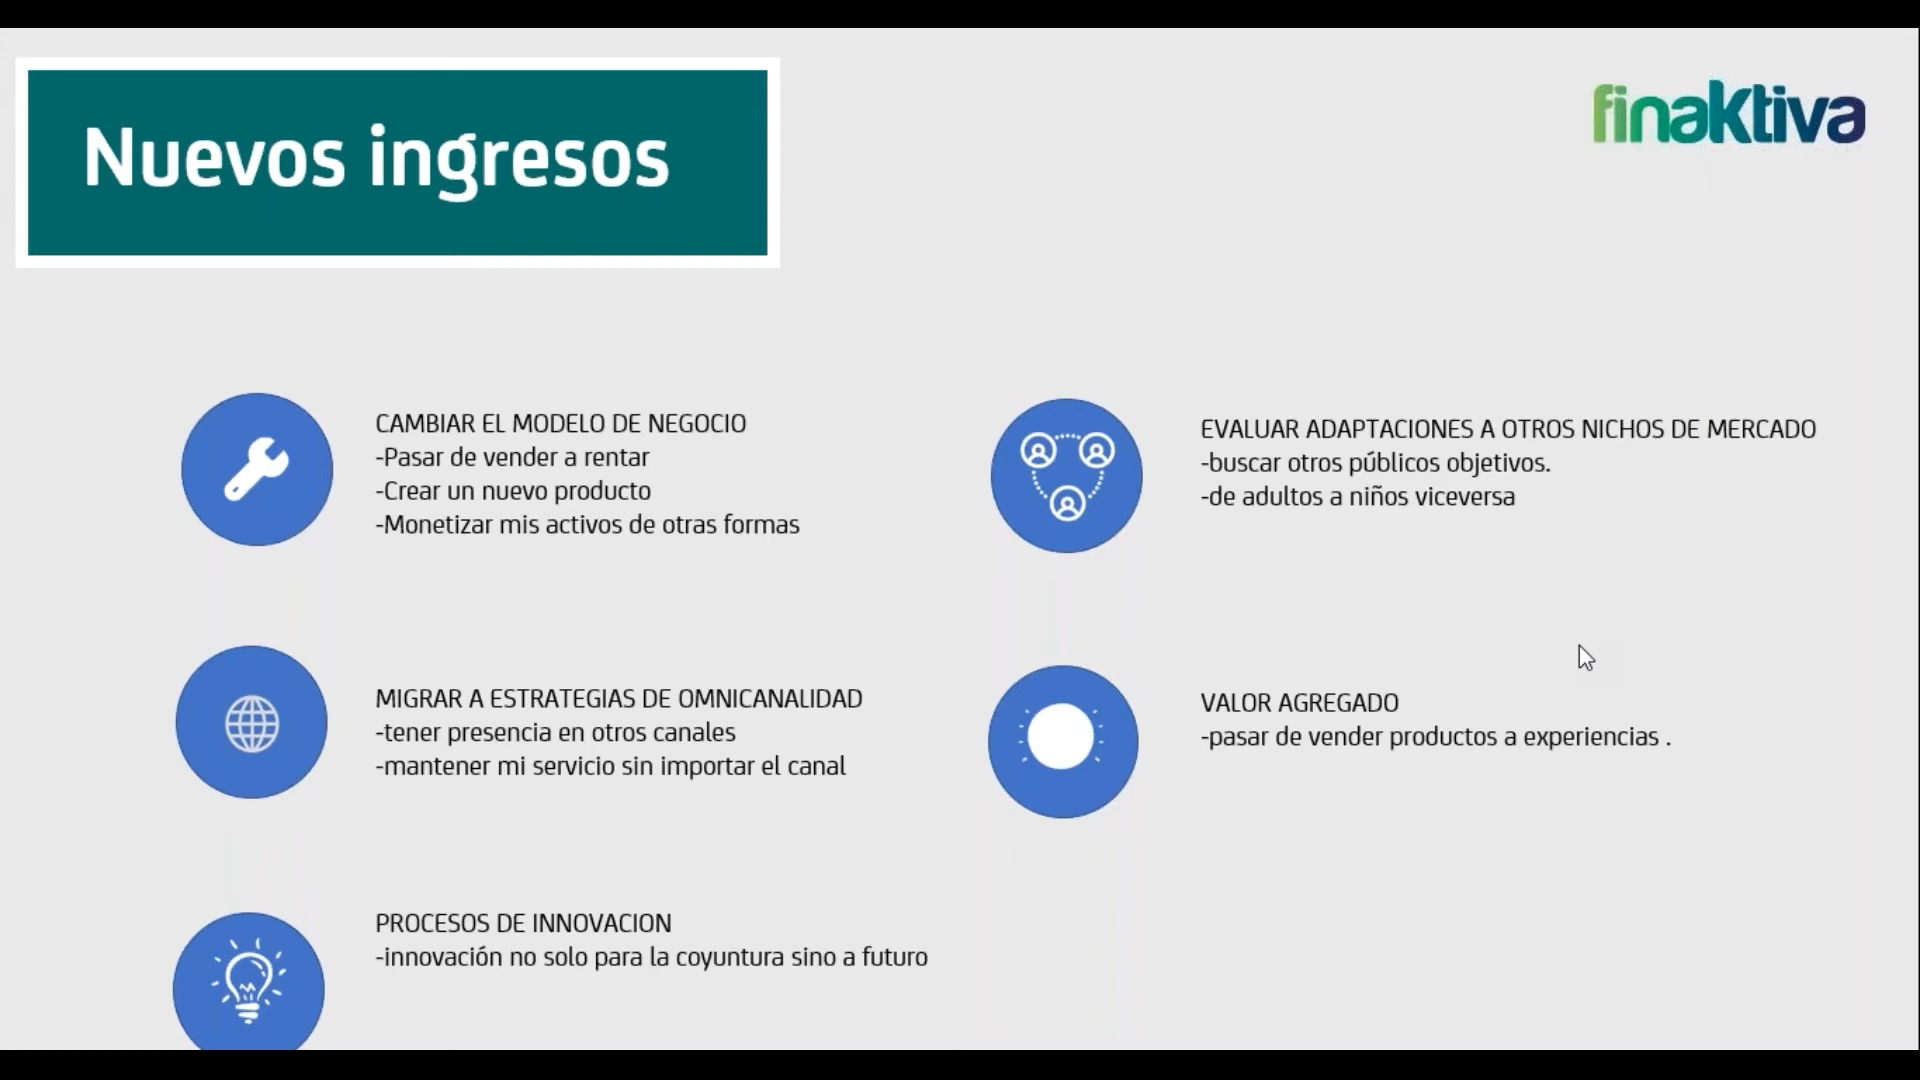 Nuevos ingresos
finaktiva
CAMBIAR EL MODELO DE NEGOCIO
-Pasar de vender a rentar
-Crear un nuevo producto
-Monetizar mis activos de otras formas
EVALUAR ADAPTACIONES A OTROS NICHOS DE MERCADO
-buscar otros públicos objetivos.
-de adultos a niños viceversa
MIGRAR A ESTRATEGIAS DE OMNICANALIDAD
-tener presencia en otros canales
-mantener mi servicio sin importar el canal
VALOR AGREGADO
-pasar de vender productos a experiencias .
PROCESOS DE INNOVACION
-innovación no solo para la coyuntura sino a futuro